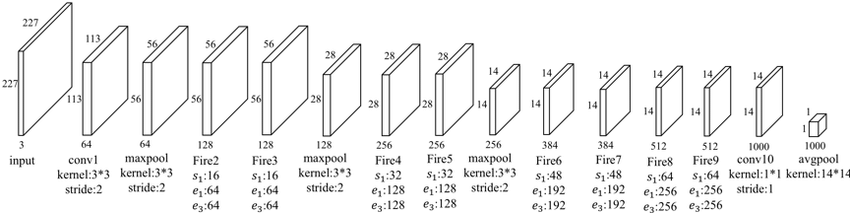 227
227
3
input
113
113
64
conv1
kernel:3*3
stride:2
56
56
64
maxpool
kernel:3*3
stride:2
56
56
128
Fire2
s₁:16
e₁:64
e₃:64
56
56
128
Fire3
s₁:16
e₁:64
e₃:64
28
28
128
maxpool
kernel:3*3
stride:2
28
28
256
Fire4
s₁:32
e₁:128
e₃:128
28
28
256
Fire5
s₁:32
e₁:128
e₃:128
14
14
256
maxpool
kernel:3*3
stride:2
14
14
384
Fire6
s₁:48
e₁:192
e₃:192
14
14
384
Fire7
s₁:48
e₁:192
e₃:192
14
14
512
Fire8
s₁:64
e₁:256
e₃:256
14
14
512
Fire9
s₁:64
e₁:256
e₃:256
14
14
1000
conv10
kernel:1*1
stride:1
1
1
1000
avgpool
kernel:14*14